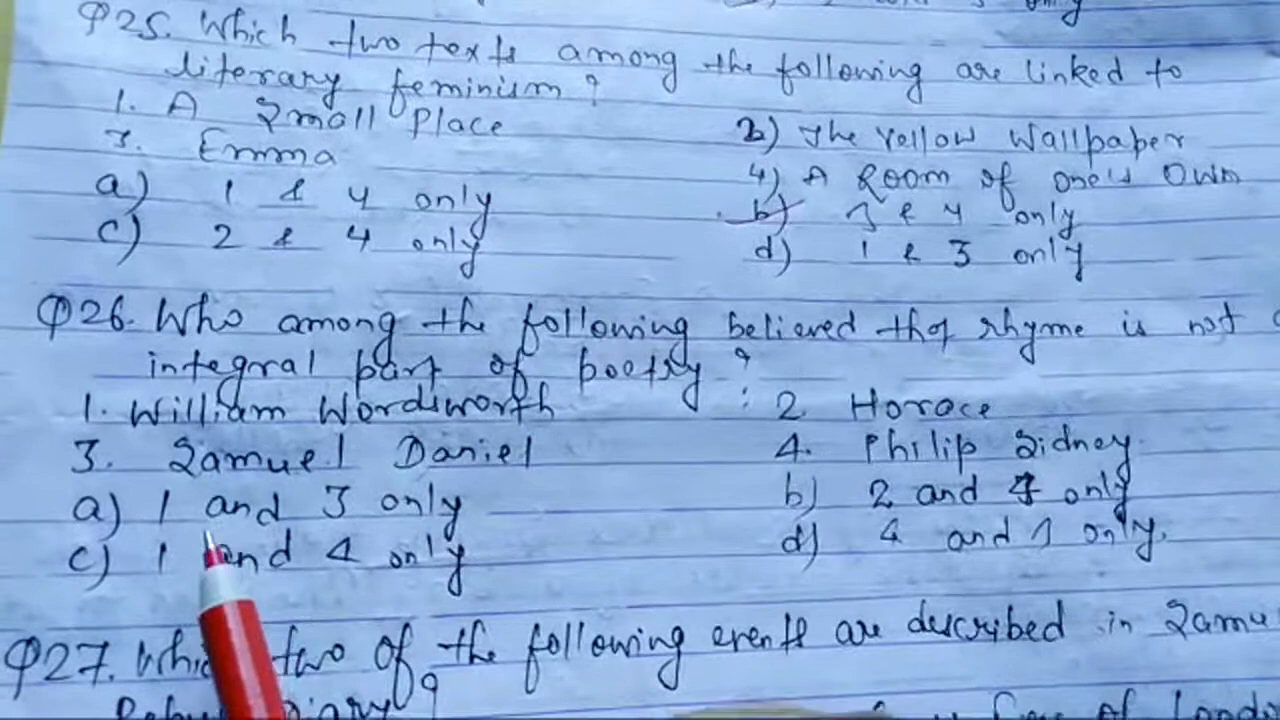 only
Q25. Which two texts among the following are linked to
literary feminism?
1. A Small Place
2) The Yellow Wallpaper
3. Emma
4) A Room of one's Own
a) 1 & 4 only
b) 3 & 4 only
c) 2 & 4 only
d) 1 & 3 only
Q26. Who among the following believed that rhyme is not
integral part of poetry?
1. William Wordsworth
: 2 Horace
3. Samuel Daniel
4. Philip Sidney
a) 1 and 3 only
b) 2 and 4 only
c) 1 and 4 only
d) 4 and 1 only.
Q27. Which two of the following events are described in Samu
Diary?
of Londo